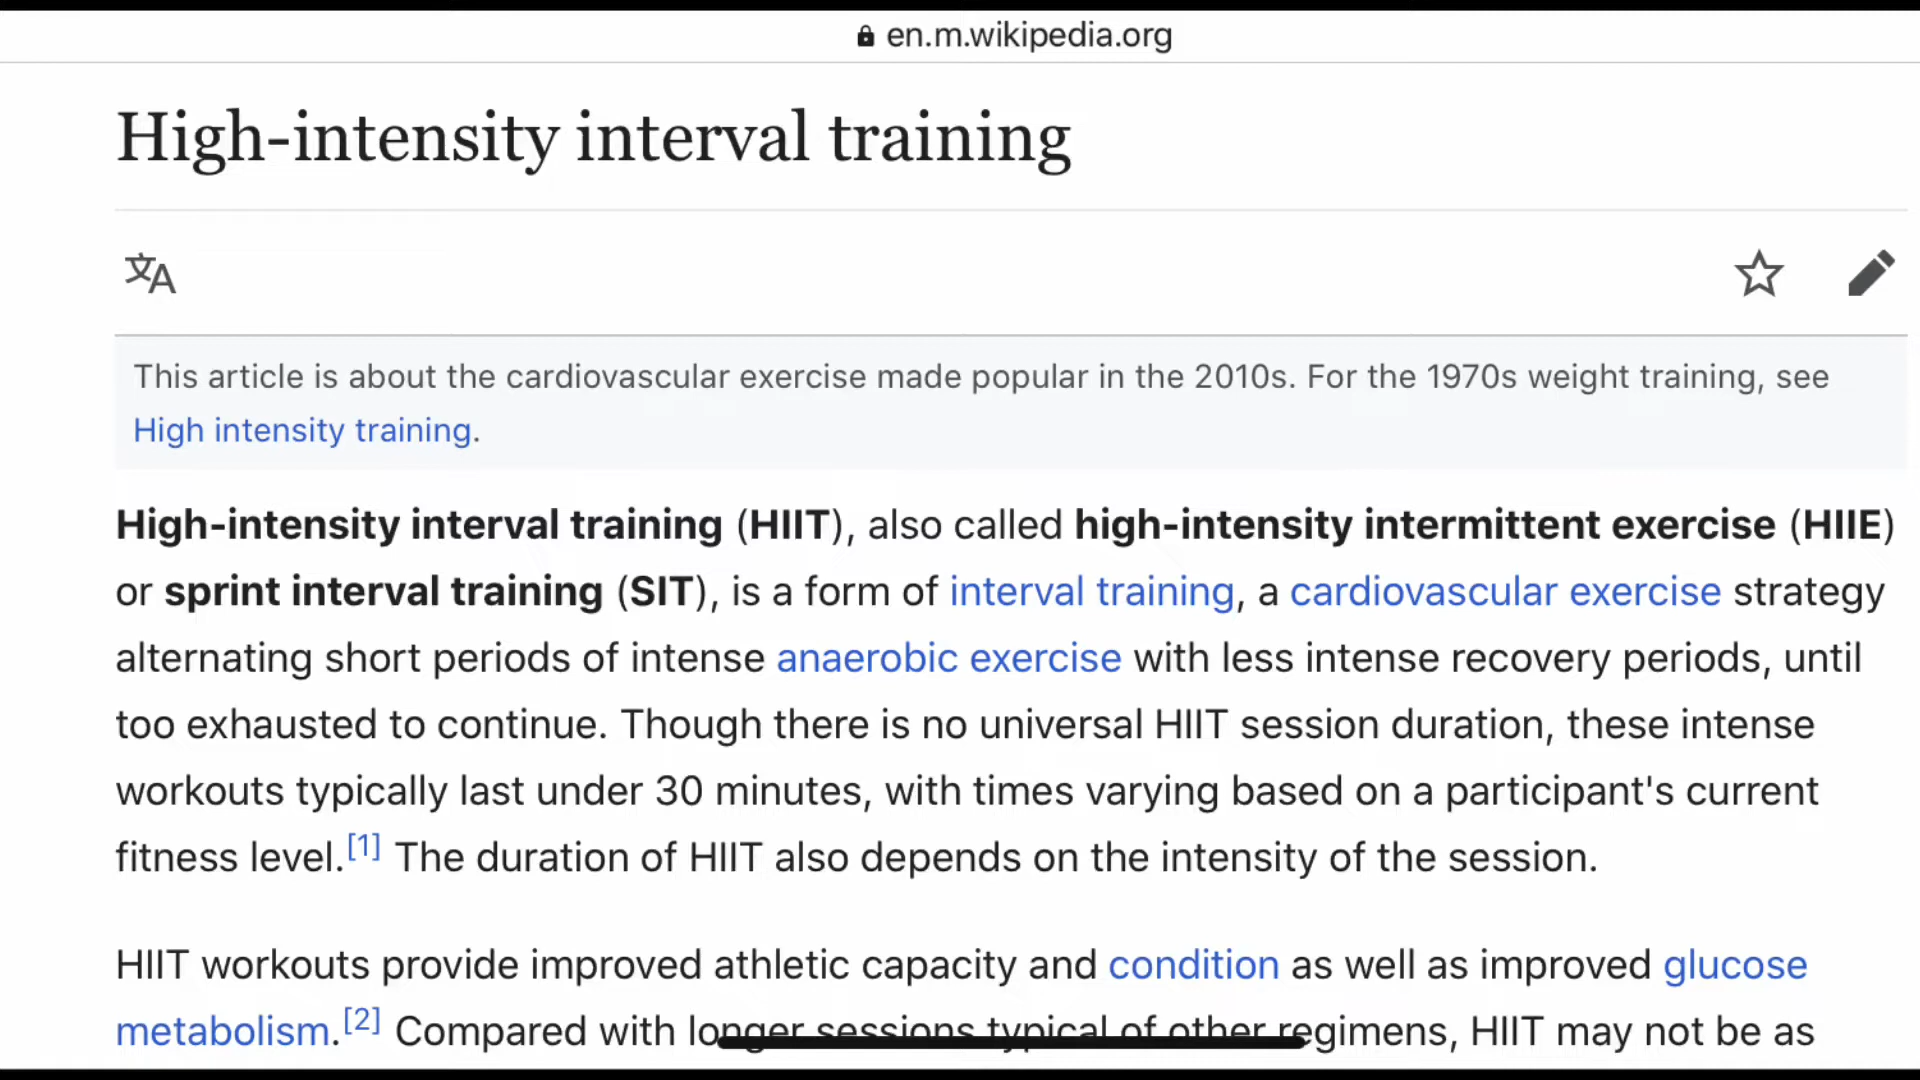 en.m.wikipedia.org
High-intensity interval training
文A
This article is about the cardiovascular exercise made popular in the 2010s. For the 1970s weight training, see
High intensity training.
High-intensity interval training (HIIT), also called high-intensity intermittent exercise (HIIE)
or sprint interval training (SIT), is a form of interval training, a cardiovascular exercise strategy
alternating short periods of intense anaerobic exercise with less intense recovery periods, until
too exhausted to continue. Though there is no universal HIIT session duration, these intense
workouts typically last under 30 minutes, with times varying based on a participant's current
fitness level.[1] The duration of HIIT also depends on the intensity of the session.
HIIT workouts provide improved athletic capacity and condition as well as improved glucose
metabolism.[2] Compared with longer sessions typical of other regimens, HIIT may not be as